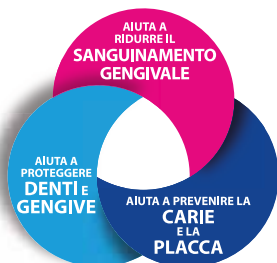 AIUTA A
RIDURRE IL
SANGUINAMENTO
GENGIVALE
AIUTA A
PROTEGGERE
DENTI E
GENGIVE
AIUTA A PREVENIRE LA
CARIE
E LA
PLACCA